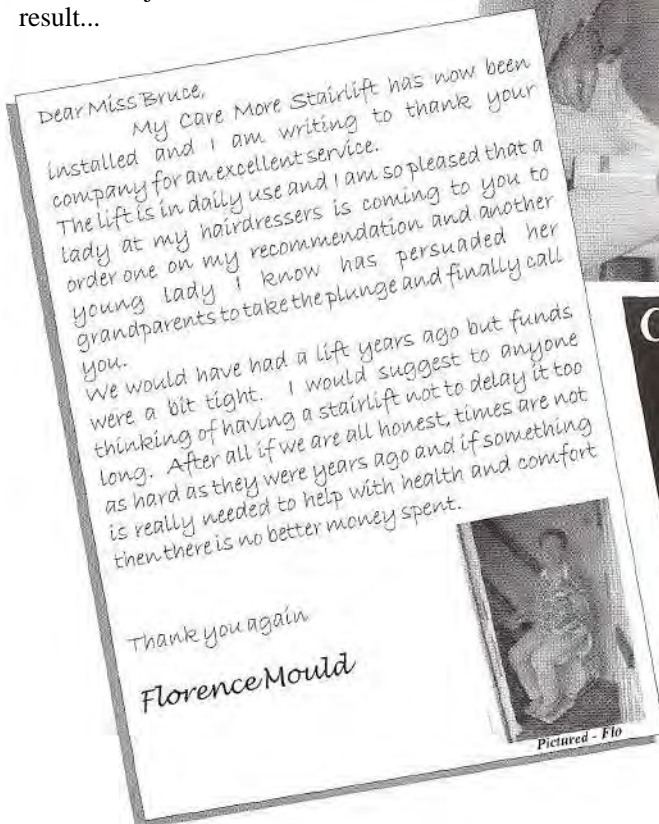 result...
Dear Miss Bruce,
My Care More Stairlift has now been
installed and I am writing to thank your
company for an excellent service.
The lift is in daily use and I am so pleased that a
lady at my hairdressers is coming to you to
order one on my recommendation and another
young lady I know has persuaded her
grandparents to take the plunge and finally call
you.
We would have had a lift years ago but funds
were a bit tight. I would suggest to anyone
thinking of having a stairlift not to delay it too
long. After all if we are all honest, times are not
as hard as they were years ago and if something
is really needed to help with health and comfort
then there is no better money spent.
Thank you again
Florence Mould
Pictured - Flo